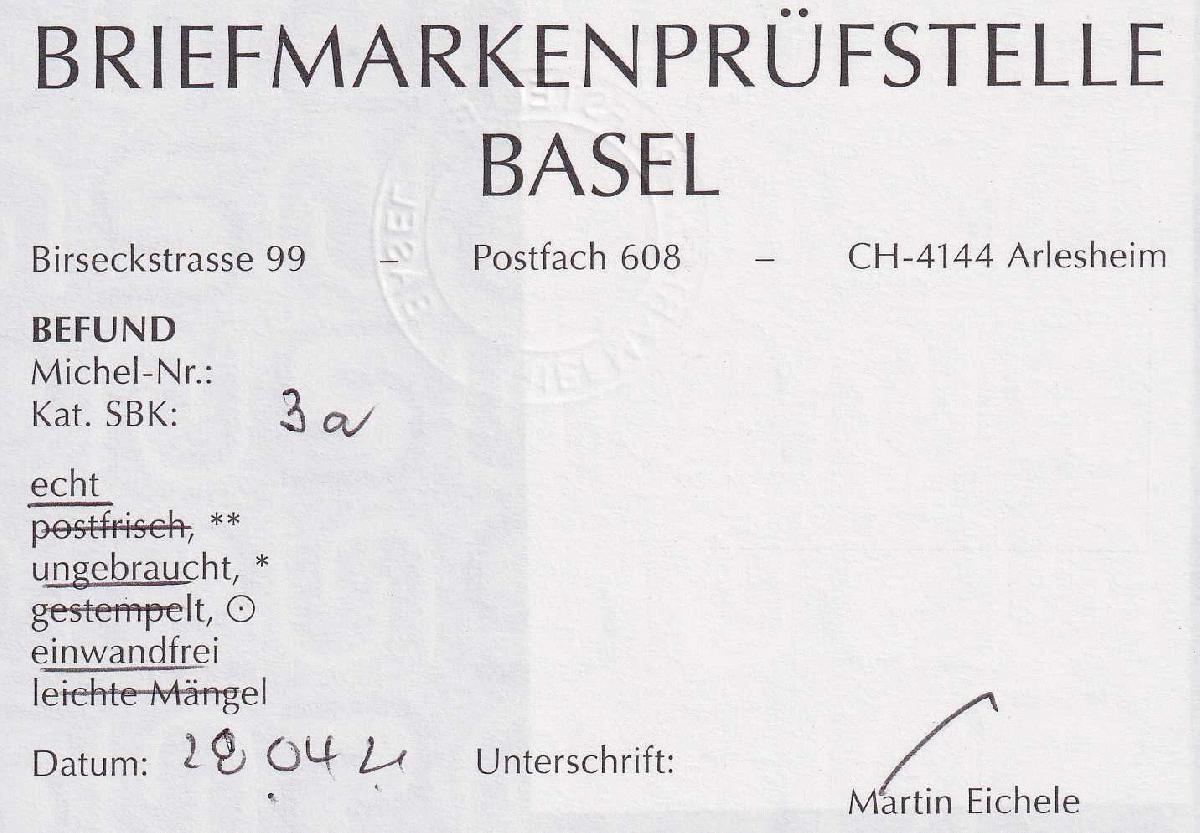 BRIEFMARKENPRÜFSTELLE
BASEL
Birseckstrasse 99 – Postfach 608 – CH-4144 Arlesheim
BEFUND
Michel-Nr.:
Kat. SBK: 3a
echt
postfrisch, **
ungebraucht, *
gestempelt, ⊙
einwandfrei
leichte Mängel
Datum: 28.04 Unterschrift:
Martin Eichele